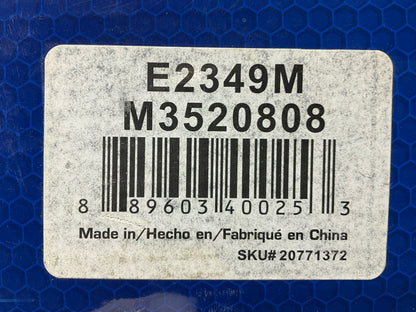 E2349M
M3520808
8 89603 40025 3
Made in/Hecho en/Fabriqué en China
SKU# 20771372